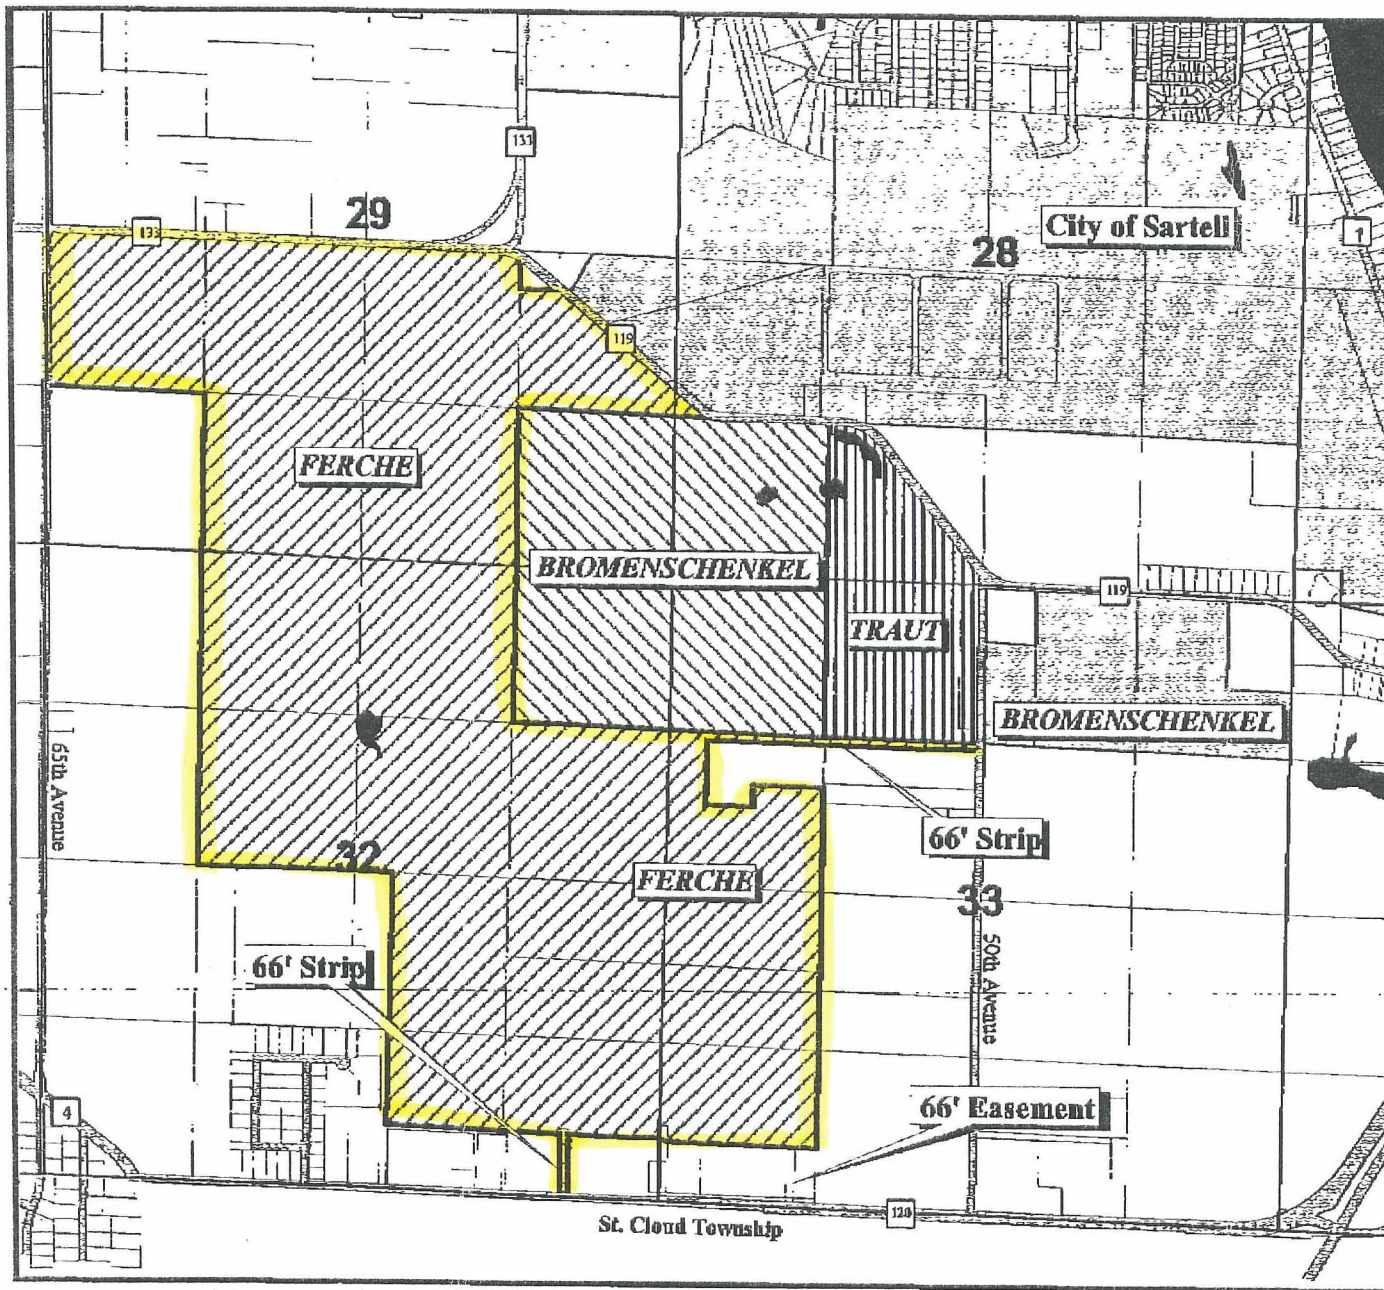 133
29
133
City of Sartell
1
28
119
FERCHE
BROMENSCHENKEL
119
TRAUT
BROMENSCHENKEL
65th Avenue
66' Strip
32
FERCHE
33
50th Avenue
66' Strip
66' Easement
4
120
St. Cloud Township